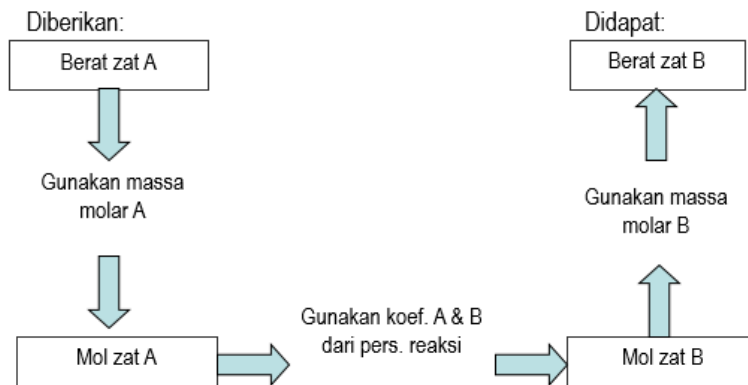 Diberikan:
Berat zat A
Gunakan massa
molar A
Mol zat A
Gunakan koef. A & B
dari pers. reaksi
Mol zat B
Gunakan massa
molar B
Didapat:
Berat zat B